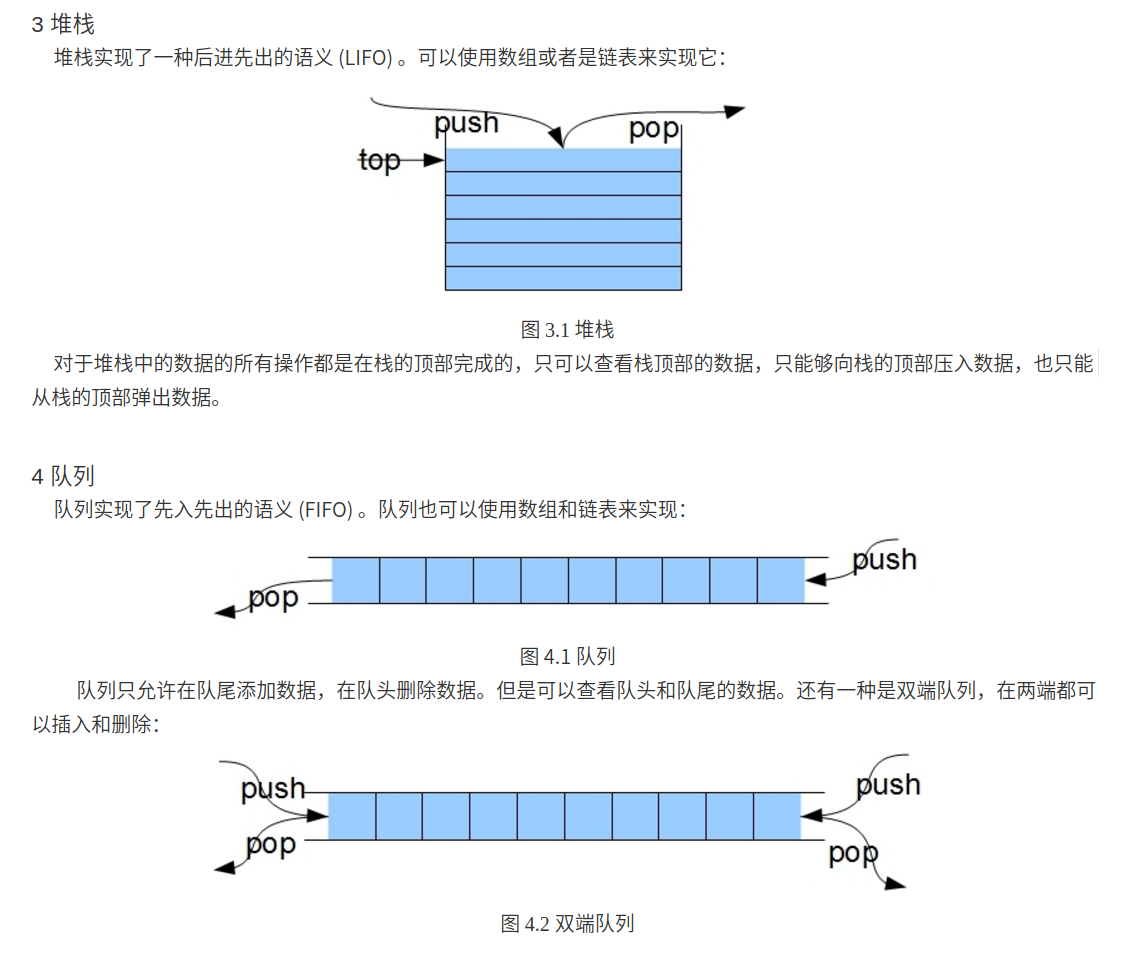 3 堆栈
堆栈实现了一种后进先出的语义 (LIFO) 。可以使用数组或者是链表来实现它：
push
pop
top
图 3.1 堆栈
对于堆栈中的数据的所有操作都是在栈的顶部完成的，只可以查看栈顶部的数据，只能够向栈的顶部压入数据，也只能
从栈的顶部弹出数据。
4 队列
队列实现了先入先出的语义 (FIFO) 。队列也可以使用数组和链表来实现：
push
pop
图 4.1 队列
队列只允许在队尾添加数据，在队头删除数据。但是可以查看队头和队尾的数据。还有一种是双端队列，在两端都可
以插入和删除：
push
push
pop
pop
图 4.2 双端队列